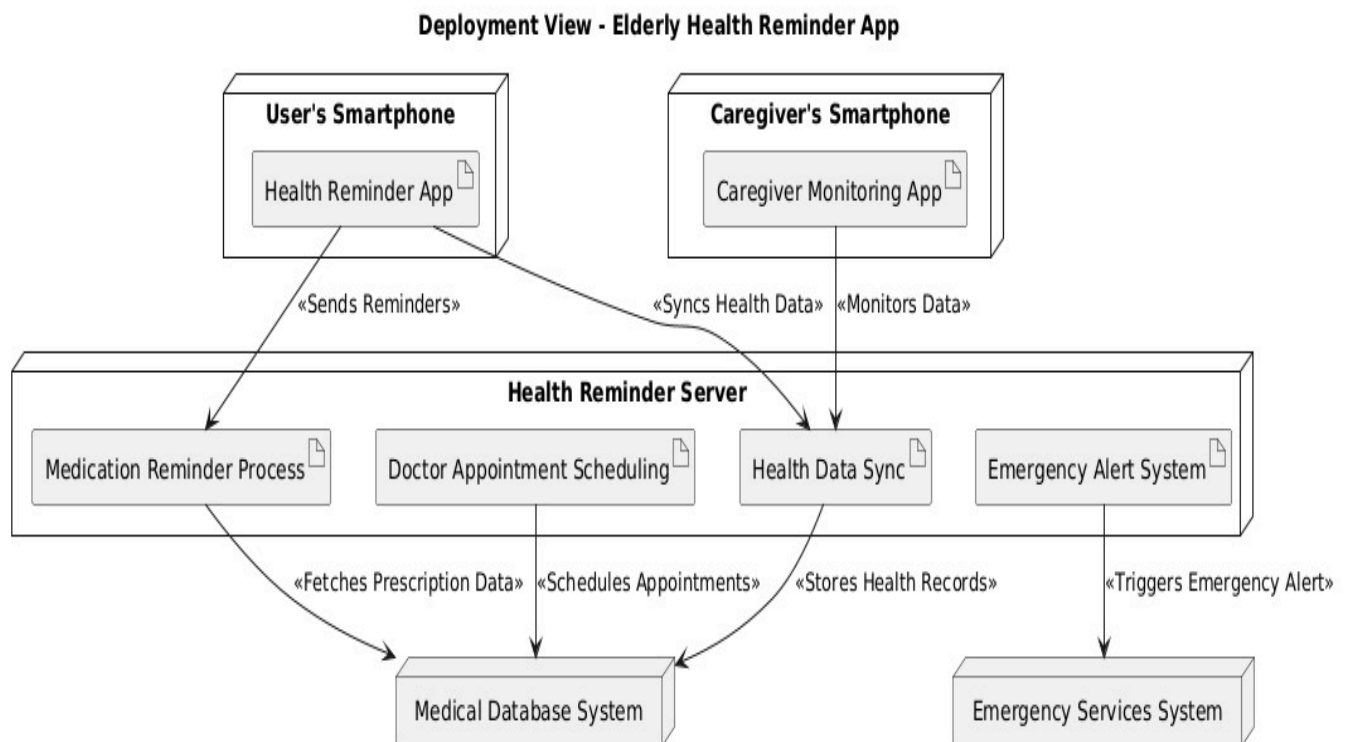 Deployment View - Elderly Health Reminder App
User's Smartphone
Caregiver's Smartphone
Health Reminder App
Caregiver Monitoring App
«Sends Reminders»
«Syncs Health Data»
«Monitors Data»
Health Reminder Server
Medication Reminder Process
Doctor Appointment Scheduling
Health Data Sync
Emergency Alert System
«Fetches Prescription Data»
«Schedules Appointments»
«Stores Health Records»
«Triggers Emergency Alert»
Medical Database System
Emergency Services System